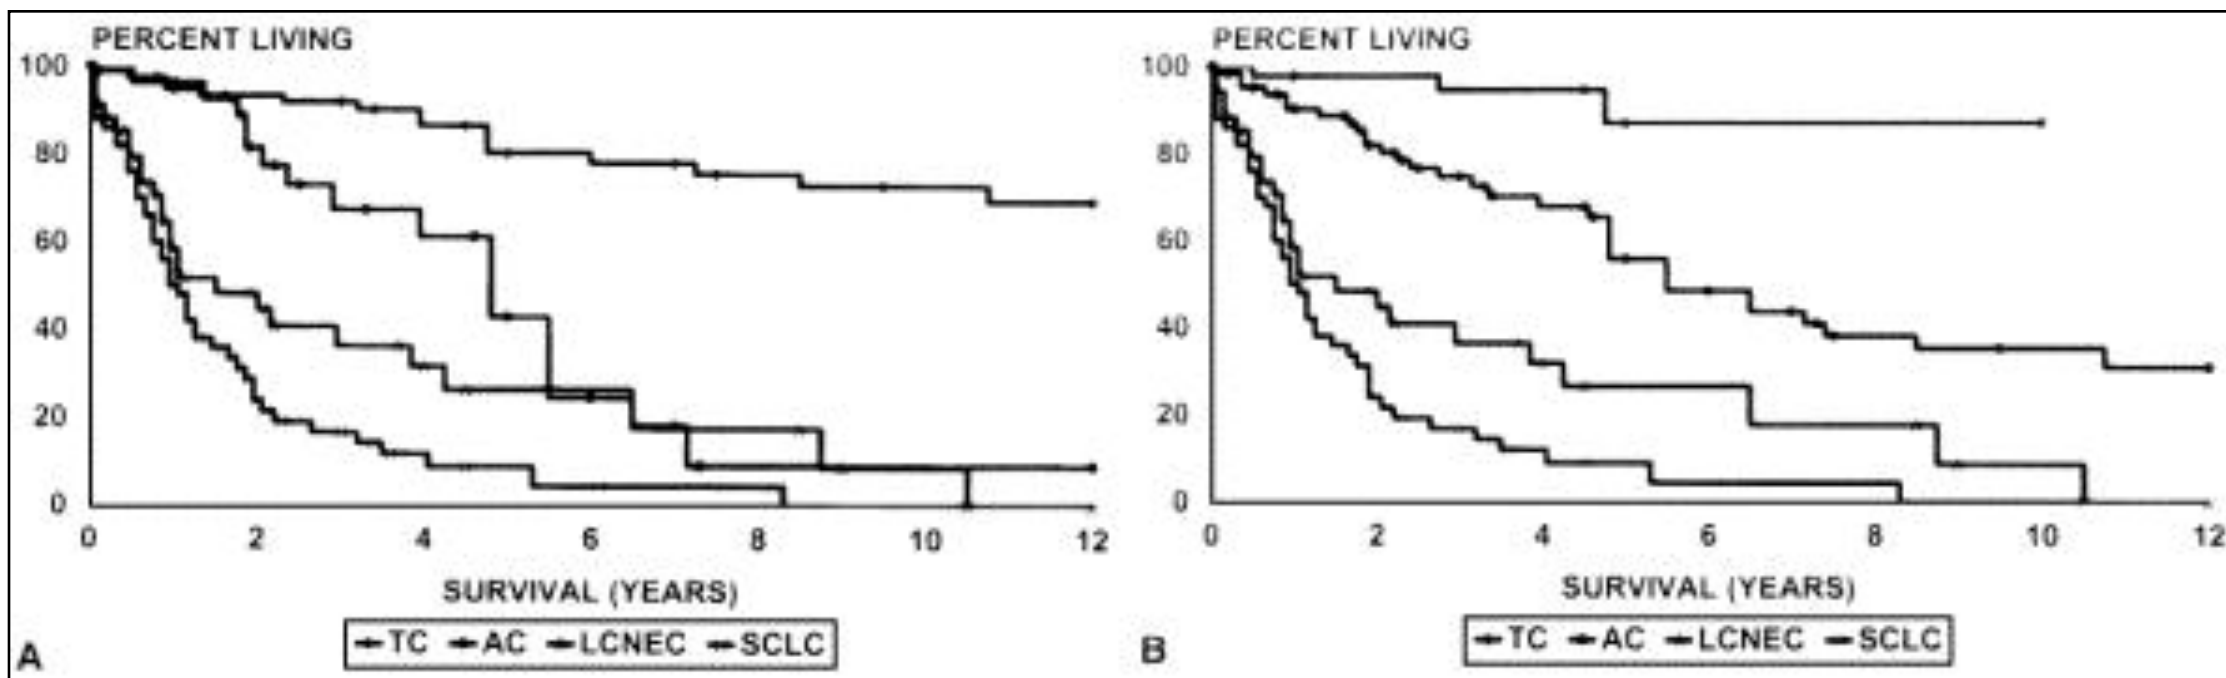 PERCENT LIVING
100
80
60
40
20
0
0 2 4 6 8 10 12
SURVIVAL (YEARS)
TC AC LCNEC SCLC
A
PERCENT LIVING
100
80
60
40
20
0
0 2 4 6 8 10 12
SURVIVAL (YEARS)
TC AC LCNEC SCLC
B